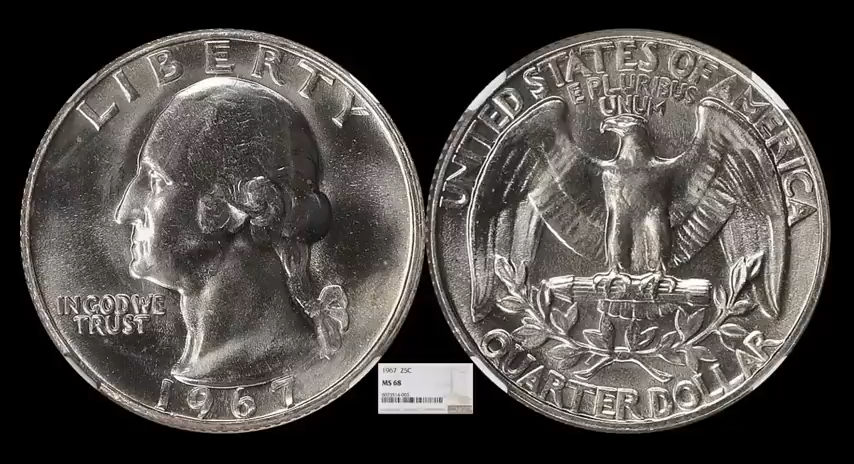 LIBERTY
IN GOD WE
TRUST
1967
UNITED STATES OF AMERICA
E PLURIBUS
UNUM
QUARTER DOLLAR
1967 25C
MS 68